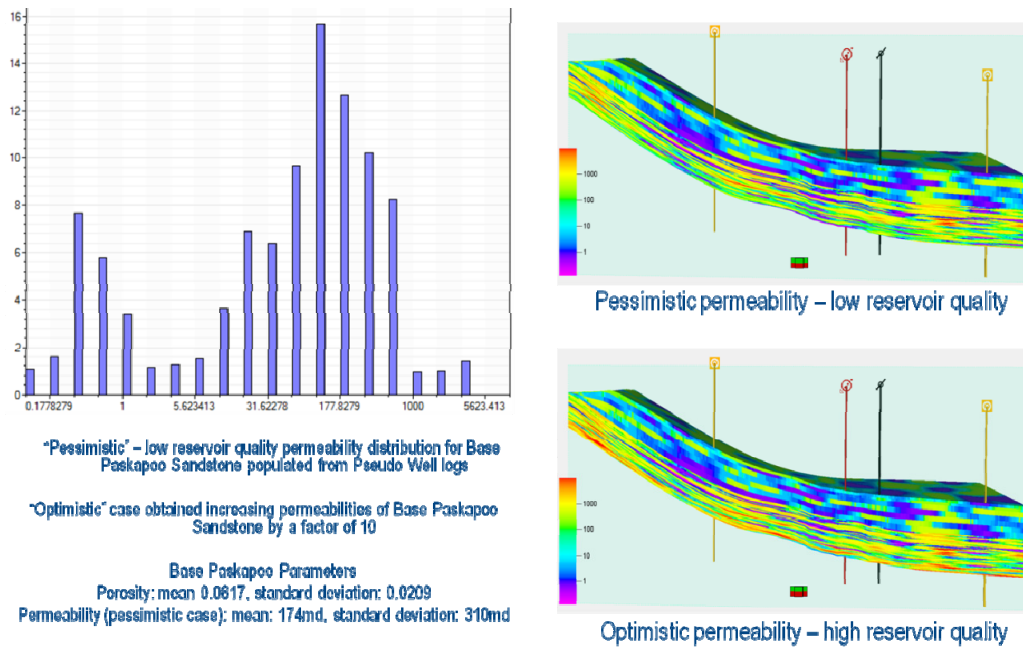 16
14
12
10
8
6
4
2
0
0.1778279 1 5.623413 31.62278 177.8279 1000 5623.413
"Pessimistic" – low reservoir quality permeability distribution for Base
Paskapoo Sandstone populated from Pseudo Well logs
"Optimistic" case obtained increasing permeabilities of Base Paskapoo
Sandstone by a factor of 10
Base Paskapoo Parameters
Porosity: mean 0.0617, standard deviation: 0.0209
Permeability (pessimistic case): mean: 174md, standard deviation: 310md
1000
100
10
1
Pessimistic permeability – low reservoir quality
1000
100
10
1
Optimistic permeability – high reservoir quality